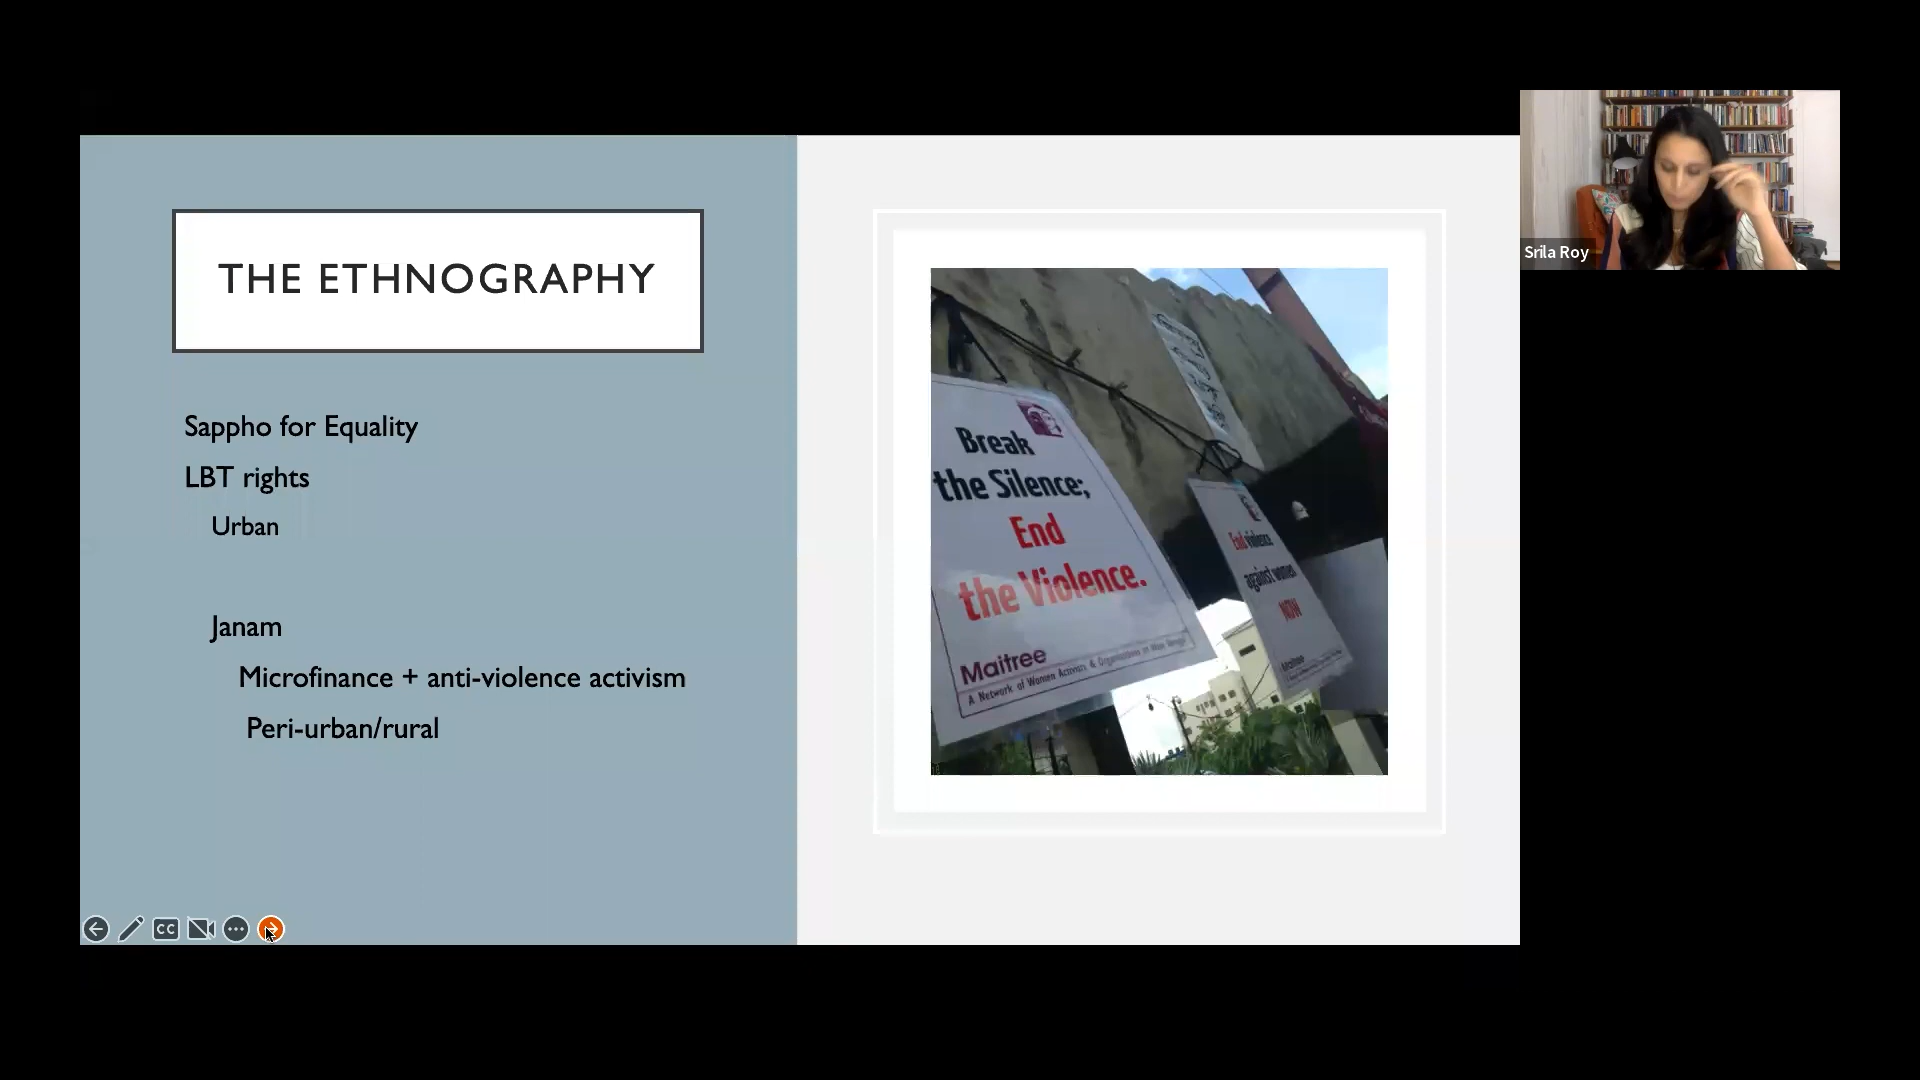 THE ETHNOGRAPHY
Sappho for Equality
LBT rights
Urban
Janam
Microfinance + anti-violence activism
Peri-urban/rural
Break
the Silence;
End
the Violence.
Maitree
A Network of Women Activists & Organisations in West Bengal
End violence
against women
NOW
Maitree
Srila Roy
CC